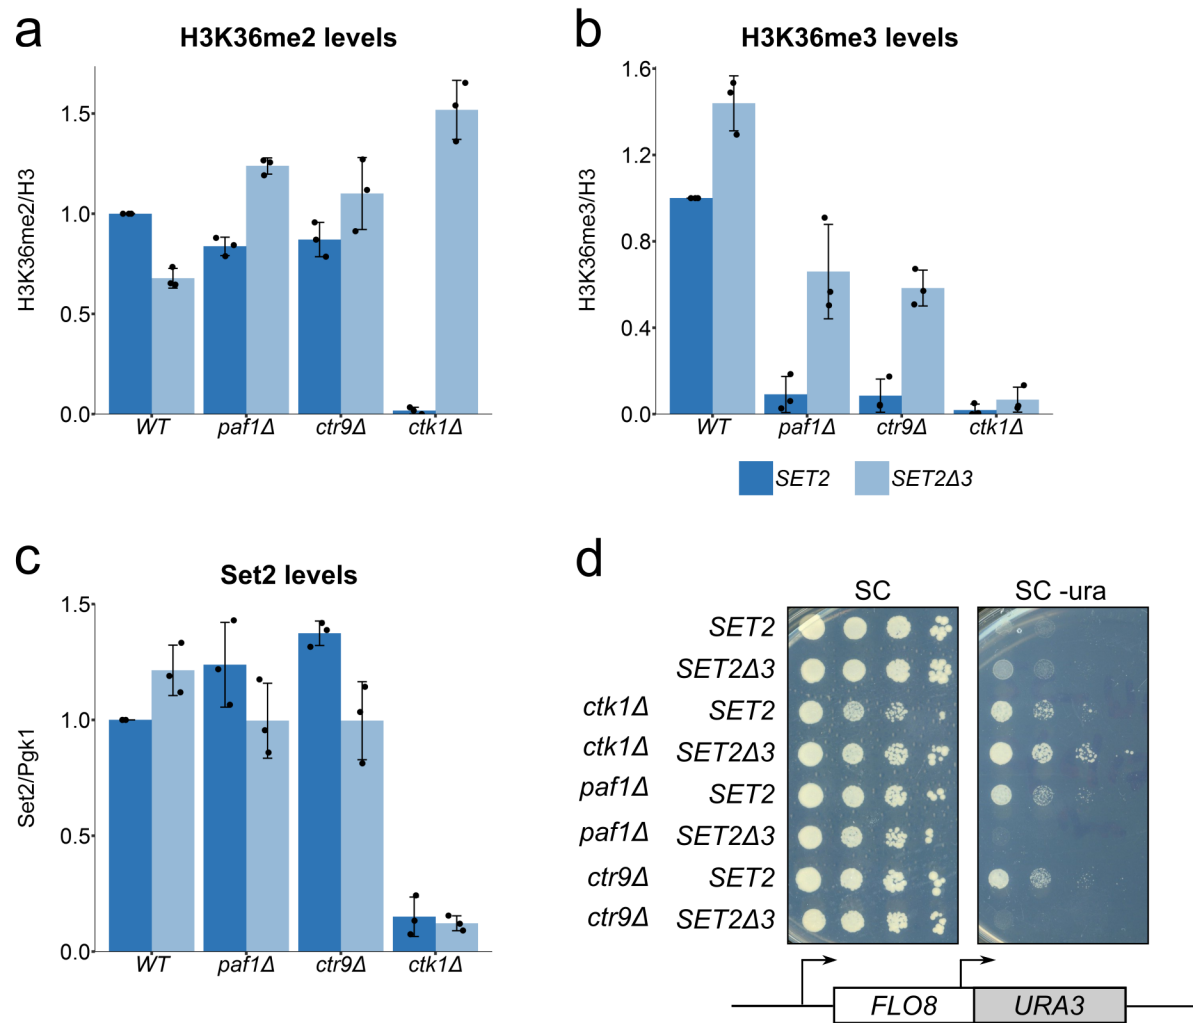 a
H3K36me2 levels
H3K36me2/H3
1.5
1.0
0.5
0.0
WT paf1Δ ctr9Δ ctk1Δ
b
H3K36me3 levels
H3K36me3/H3
1.6
1.2
0.8
0.4
0.0
WT paf1Δ ctr9Δ ctk1Δ
SET2 SET2Δ3
c
Set2 levels
Set2/Pgk1
1.5
1.0
0.5
0.0
WT paf1Δ ctr9Δ ctk1Δ
d
SC SC -ura
SET2
SET2Δ3
ctk1Δ SET2
ctk1Δ SET2Δ3
paf1Δ SET2
paf1Δ SET2Δ3
ctr9Δ SET2
ctr9Δ SET2Δ3
FLO8 URA3